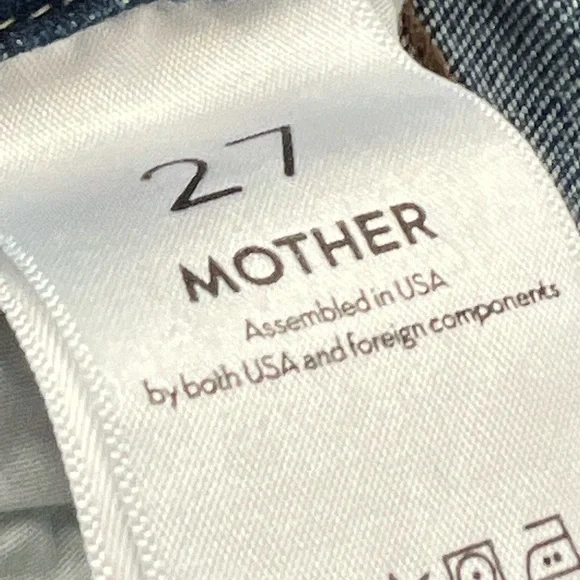 27
MOTHER
Assembled in USA
by both USA and foreign components